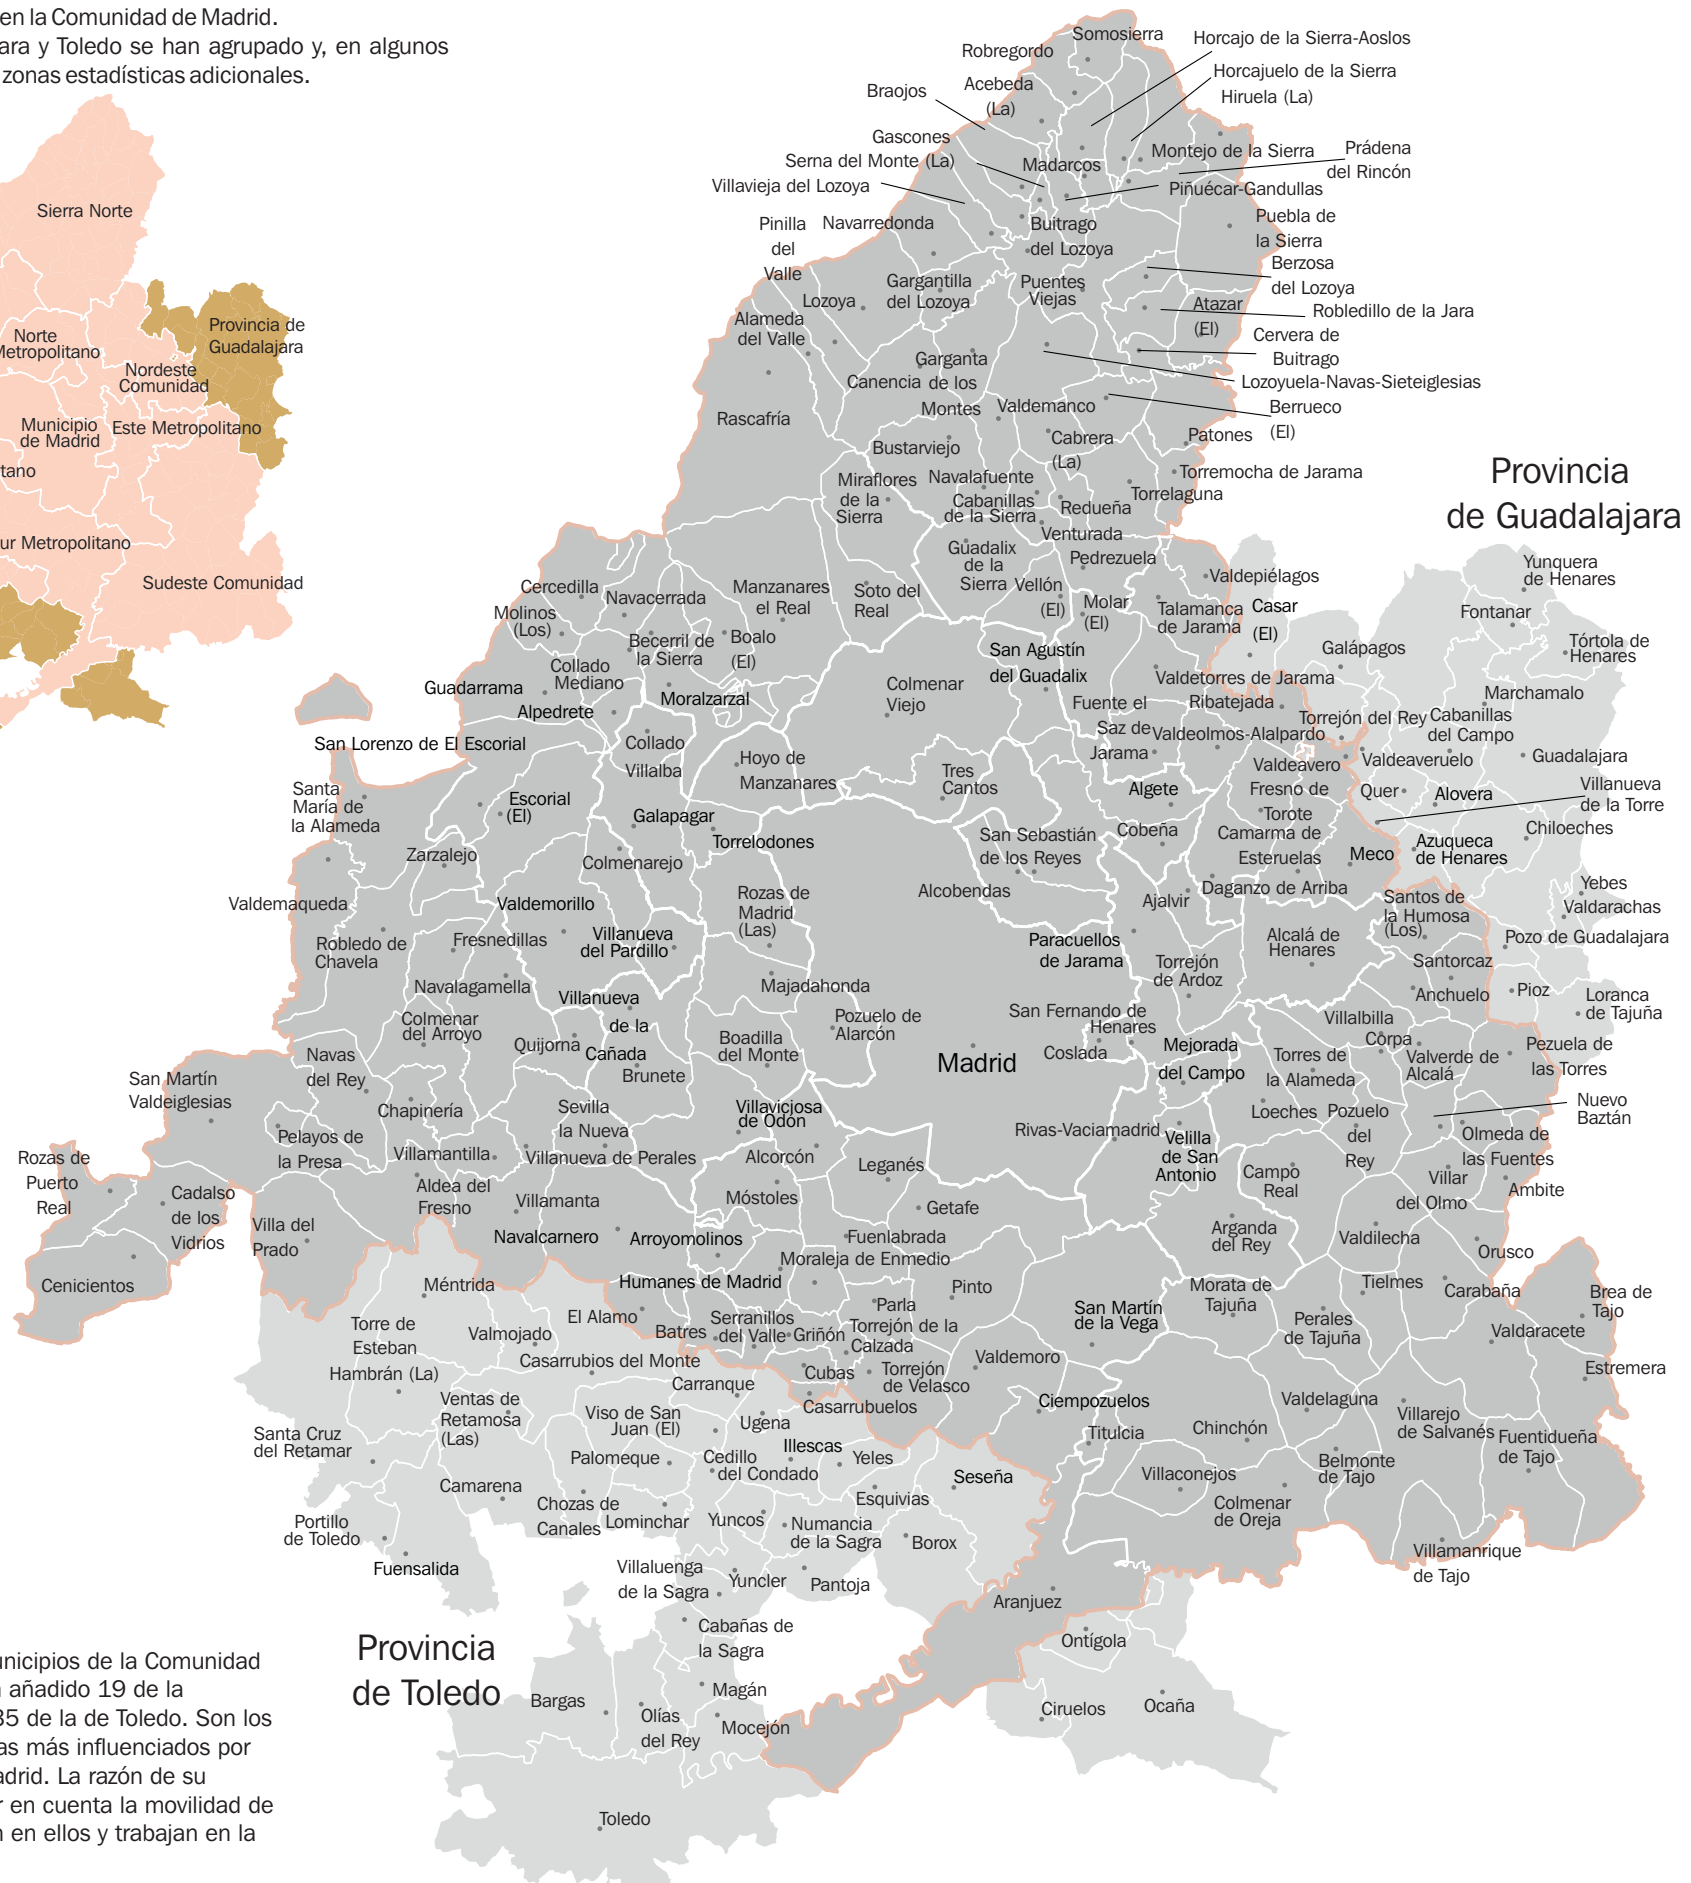 en la Comunidad de Madrid.
ara y Toledo se han agrupado y, en algunos
zonas estadísticas adicionales.
Sierra Norte
Norte
Metropolitano
Provincia de
Guadalajara
Nordeste
Comunidad
Municipio
de Madrid
Este Metropolitano
tano
ur Metropolitano
Sudeste Comunidad
Somosierra
Robregordo
Horcajo de la Sierra-Aoslos
Acebeda
(La)
Horcajuelo de la Sierra
Hiruela (La)
Braojos
Gascones
Serna del Monte (La)
Villavieja del Lozoya
Madarcos
Montejo de la Sierra
Prádena
del Rincón
Piñuécar-Gandullas
Pinilla
del
Valle
Navarredonda
Buitrago
del Lozoya
Puebla de
la Sierra
Berzosa
del Lozoya
Lozoya
Gargantilla
del Lozoya
Puentes
Viejas
Atazar
(El)
Robledillo de la Jara
Alameda
del Valle
Cervera de
Buitrago
Garganta
de los
Montes
Canencia
Lozoyuela-Navas-Sieteiglesias
Rascafría
Valdemanco
Berrueco
(El)
Bustarviejo
Cabrera
(La)
Patones
Miraflores
de la
Sierra
Navalafuente
Cabanillas
de la Sierra
Torremocha de Jarama
Torrelaguna
Redueña
Venturada
Guadalix
de la
Sierra
Pedrezuela
Provincia
de Guadalajara
Cercedilla
Navacerrada
Manzanares
el Real
Soto del
Real
Vellón
(El)
Molar
(El)
Valdepiélagos
Talamanca
de Jarama
Casar
(El)
Yunquera
de Henares
Fontanar
Molinos
(Los)
Becerril de
la Sierra
Boalo
(El)
San Agustín
del Guadalix
Galápagos
Tórtola de
Henares
Collado
Mediano
Guadarrama
Moralzarzal
Alpedrete
Colmenar
Viejo
Valdetorres de Jarama
Fuente el
Saz de
Jarama
Ribatejada
Marchamalo
Torrejón del Rey
Cabanillas
del Campo
San Lorenzo de El Escorial
Collado
Villalba
Hoyo de
Manzanares
Valdeolmos-Alalpardo
Valdeavero
Valdeaveruelo
Guadalajara
Santa
María de
la Alameda
Escorial
(El)
Tres
Cantos
Algete
Fresno de
Torote
Quer
Alovera
Villanueva
de la Torre
Galapagar
Torrelodones
San Sebastián
de los Reyes
Cobeña
Camarma de
Esteruelas
Chiloeches
Zarzalejo
Colmenarejo
Meco
Azuqueca
de Henares
Valdemaqueda
Valdemorillo
Rozas de
Madrid
(Las)
Alcobendas
Ajalvir
Daganzo de Arriba
Santos de
la Humosa
(Los)
Yebes
Valdarachas
Robledo de
Chavela
Fresnedillas
Villanueva
del Pardillo
Paracuellos
de Jarama
Alcalá de
Henares
Pozo de Guadalajara
Navalagamella
Majadahonda
Torrejón
de Ardoz
Santorcaz
Anchuelo
Pioz
Loranca
de Tajuña
Villanueva
de la
Cañada
Colmenar
del Arroyo
Quijorna
Boadilla
del Monte
Pozuelo de
Alarcón
San Fernando de
Henares
Villalbilla
Corpa
Navas
del Rey
Brunete
Madrid
Coslada
Mejorada
del Campo
Torres de
la Alameda
Valverde de
Alcalá
Pezuela de
las Torres
San Martín
Valdeiglesias
Chapinería
Sevilla
la Nueva
Villaviciosa
de Odón
Loeches
Pozuelo
del
Rey
Nuevo
Baztán
Pelayos de
la Presa
Villamantilla
Villanueva de Perales
Alcorcón
Leganés
Rivas-Vaciamadrid
Velilla
de San
Antonio
Olmeda de
las Fuentes
Rozas de
Puerto
Real
Cadalso
de los
Vidrios
Aldea del
Fresno
Villamanta
Móstoles
Getafe
Campo
Real
Villar
del Olmo
Ambite
Villa del
Prado
Navalcarnero
Arroyomolinos
Fuenlabrada
Arganda
del Rey
Valdilecha
Orusco
Cenicientos
Moraleja de Enmedio
Humanes de Madrid
Méntrida
Pinto
Morata de
Tajuña
Tielmes
Carabaña
Brea de
Tajo
El Alamo
Serranillos
del Valle
Parla
San Martín
de la Vega
Perales
de Tajuña
Torre de
Esteban
Hambrán (La)
Valmojado
Batres
Griñón
Torrejón de la
Calzada
Valdaracete
Casarrubios del Monte
Carranque
Cubas
Torrejón
de Velasco
Valdemoro
Estremera
Ventas de
Retamosa
(Las)
Viso de San
Juan (El)
Ugena
Casarrubuelos
Ciempozuelos
Valdelaguna
Villarejo
de Salvanés
Santa Cruz
del Retamar
Illescas
Titulcia
Chinchón
Fuentidueña
de Tajo
Palomeque
Cedillo
del Condado
Yeles
Seseña
Villaconejos
Belmonte
de Tajo
Camarena
Chozas de
Canales
Lominchar
Yuncos
Esquivias
Colmenar
de Oreja
Portillo
de Toledo
Numancia
de la Sagra
Borox
Villamanrique
de Tajo
Fuensalida
Villaluenga
de la Sagra
Yuncler
Pantoja
Aranjuez
Cabañas de
la Sagra
Ontígola
Provincia
de Toledo
Magán
Bargas
Olías
del Rey
Mocejón
Ciruelos
Ocaña
Toledo
unicipios de la Comunidad
añadido 19 de la
35 de la de Toledo. Son los
as más influenciados por
adrid. La razón de su
r en cuenta la movilidad de
n en ellos y trabajan en la